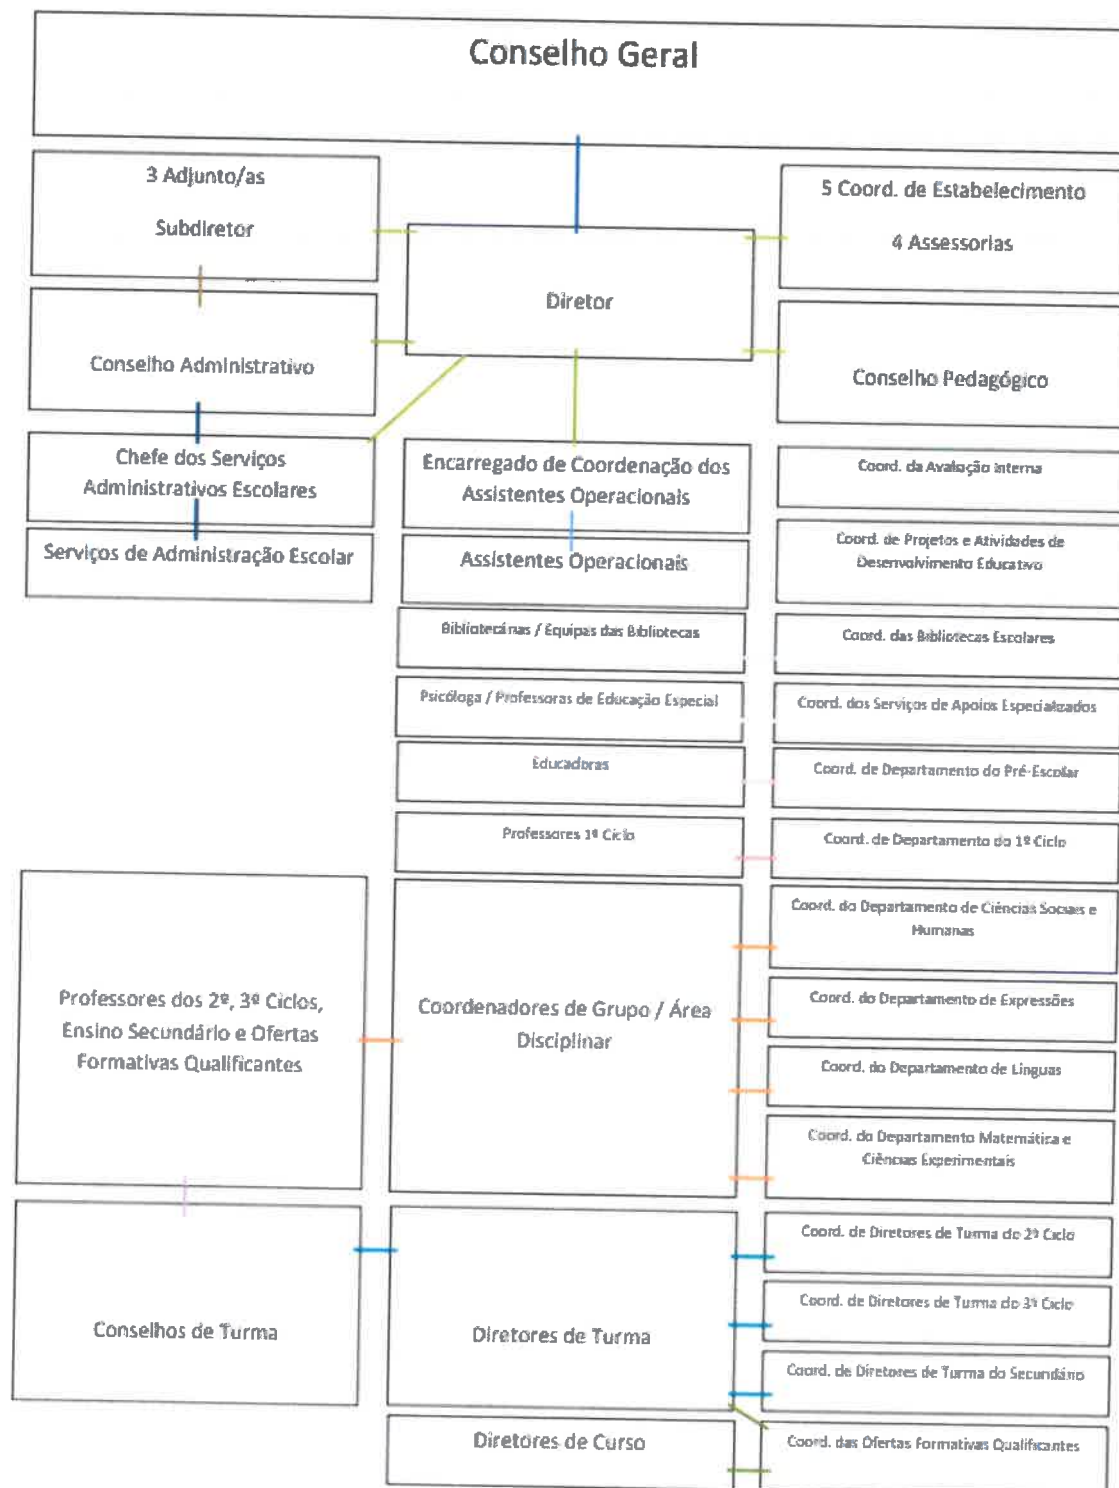 Conselho Geral
3 Adjunto/as
Subdiretor
5 Coord. de Estabelecimento
4 Assessorias
Diretor
Conselho Administrativo
Conselho Pedagógico
Chefe dos Serviços
Administrativos Escolares
Encarregado de Coordenação dos
Assistentes Operacionais
Coord. da Avaliação Interna
Serviços de Administração Escolar
Assistentes Operacionais
Coord. de Projetos e Atividades de
Desenvolvimento Educativo
Bibliotecárias / Equipas das Bibliotecas
Coord. das Bibliotecas Escolares
Psicóloga / Professoras de Educação Especial
Coord. dos Serviços de Apoios Especializados
Educadoras
Coord. de Departamento do Pré-Escolar
Professores 1º Ciclo
Coord. de Departamento do 1º Ciclo
Professores dos 2º, 3º Ciclos,
Ensino Secundário e Ofertas
Formativas Qualificantes
Coordenadores de Grupo / Área
Disciplinar
Coord. do Departamento de Ciências Sociais e
Humanas
Coord. do Departamento de Expressões
Coord. do Departamento de Línguas
Coord. do Departamento Matemática e
Ciências Experimentais
Conselhos de Turma
Diretores de Turma
Coord. de Diretores de Turma do 2º Ciclo
Coord. de Diretores de Turma do 3º Ciclo
Coord. de Diretores de Turma do Secundário
Diretores de Curso
Coord. das Ofertas Formativas Qualificantes